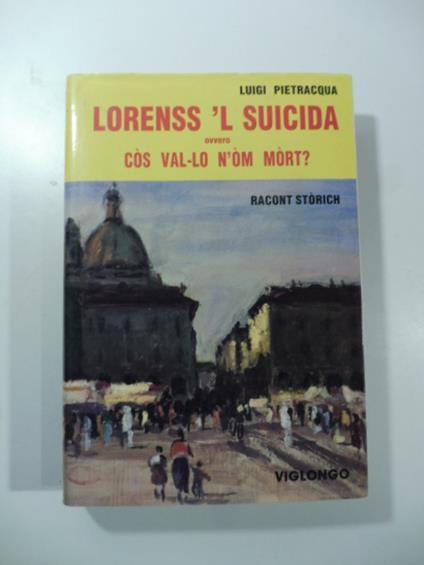 LUIGI PIETRACQUA
LORENSS 'L SUICIDA
ovvero
CÒS VAL-LO N'ÒM MÒRT?
RACONT STÒRICH
VIGLONGO